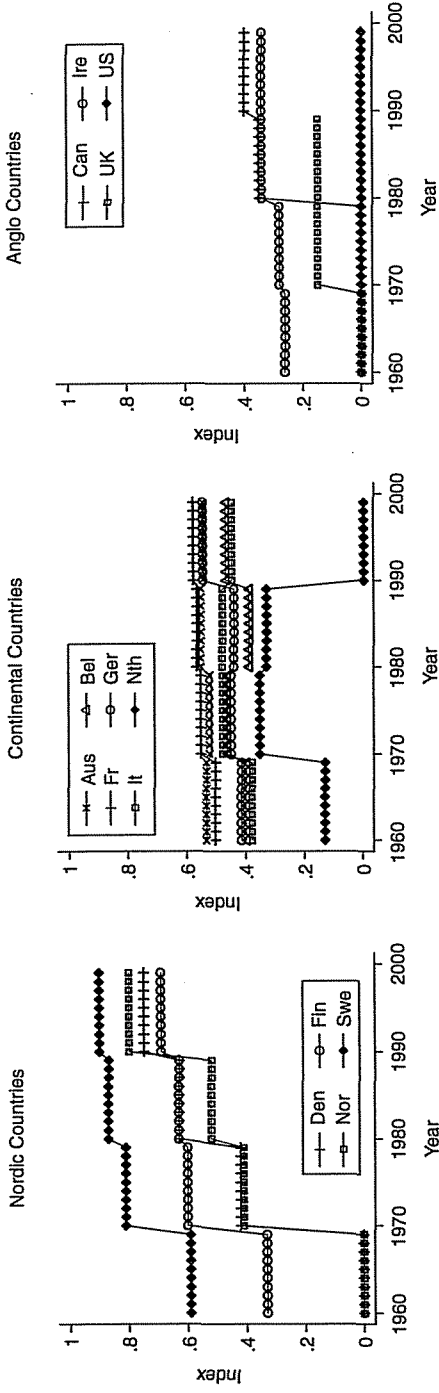 Nordic Countries
1
.8
.6
.4
.2
0
Index
1960 1970 1980 1990 2000
Year
Den Fin
Nor Swe
Continental Countries
1
.8
.6
.4
.2
0
Index
1960 1970 1980 1990 2000
Year
Aus Bel
Fr Ger
It Nth
Anglo Countries
1
.8
.6
.4
.2
0
Index
1960 1970 1980 1990 2000
Year
Can Ire
UK US